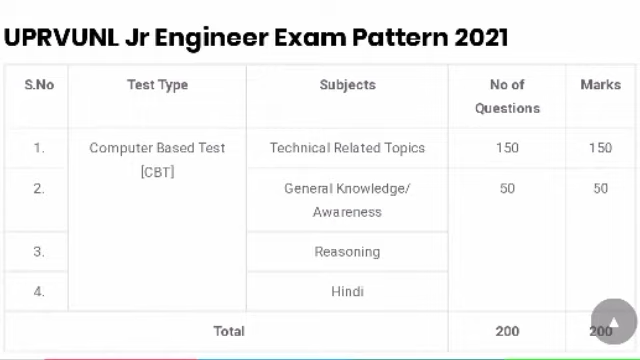 UPRVUNL Jr Engineer Exam Pattern 2021
S.No Test Type Subjects No of Questions Marks
1. Computer Based Test [CBT] Technical Related Topics 150 150
2. General Knowledge/ Awareness 50 50
3. Reasoning
4. Hindi
Total 200 200